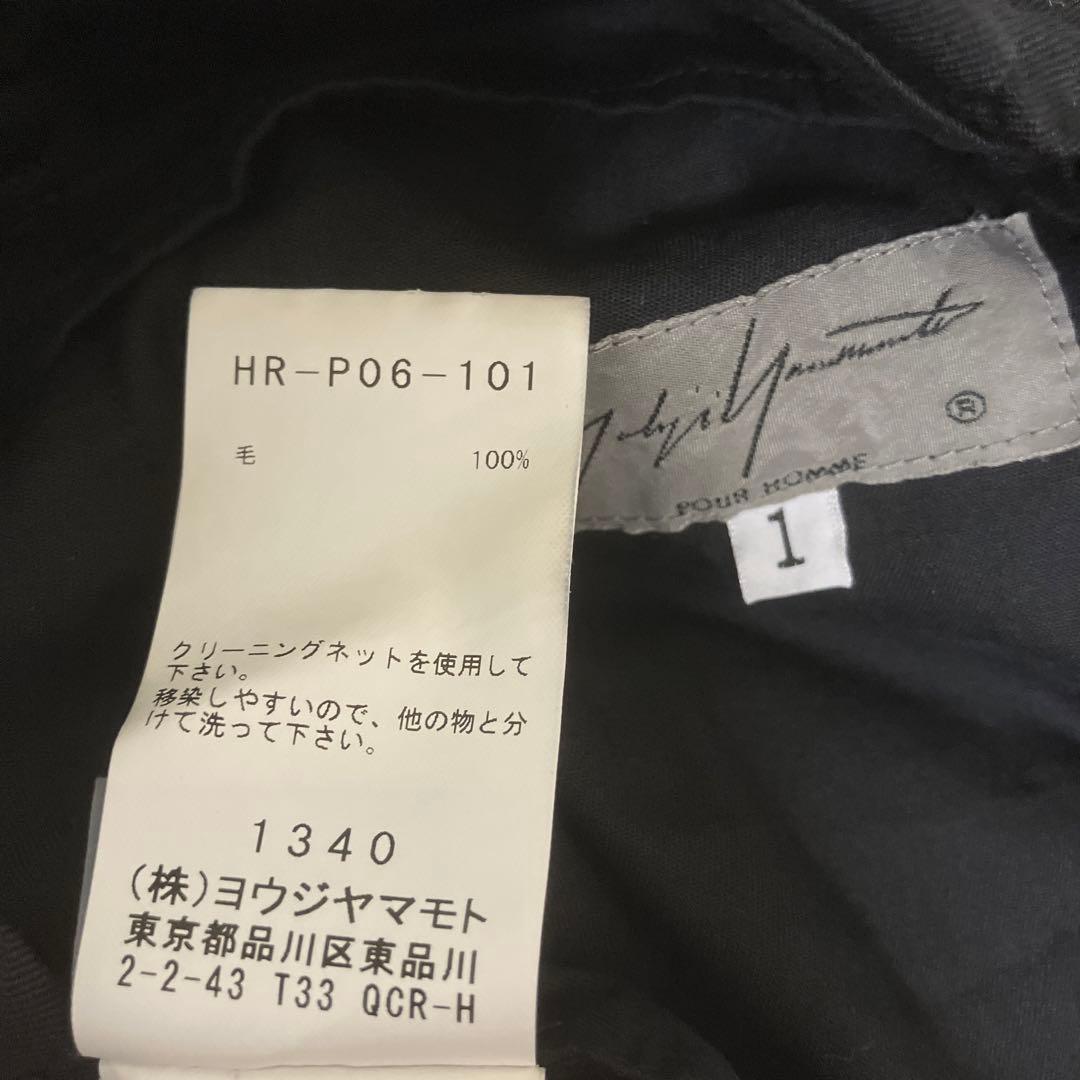 HR-P06-101
毛 100%
クリーニングネットを使用して
下さい。
移染しやすいので、他の物と分
けて洗って下さい。
1340
(株)ヨウジヤマモト
東京都品川区東品川
2-2-43 T33 QCR-H
Yohji Yamamoto
®
POUR HOMME
1